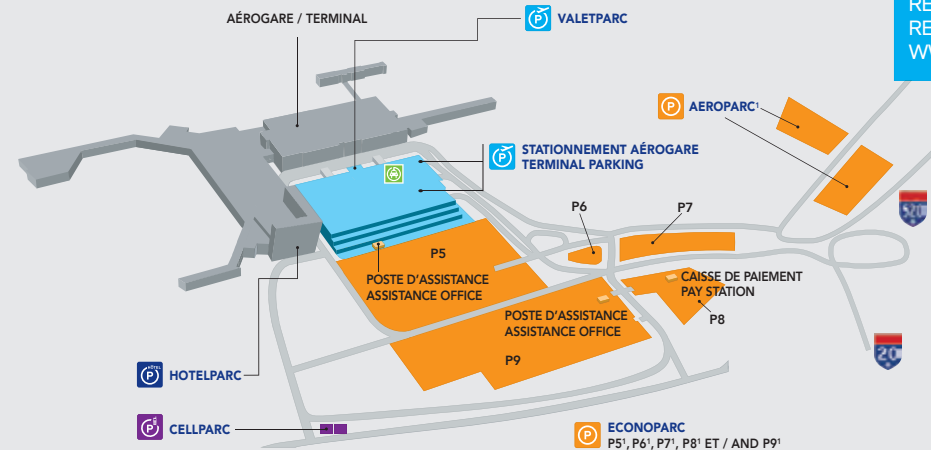 AÉROGARE / TERMINAL
VALETPARC
RE
RE
WW
AEROPARC¹
STATIONNEMENT AÉROGARE
TERMINAL PARKING
520
P6
P7
P5
POSTE D'ASSISTANCE
ASSISTANCE OFFICE
CAISSE DE PAIEMENT
PAY STATION
POSTE D'ASSISTANCE
ASSISTANCE OFFICE
P8
20
P9
HOTELPARC
CELLPARC
ECONOPARC
P5¹, P6¹, P7¹, P8¹ ET / AND P9¹